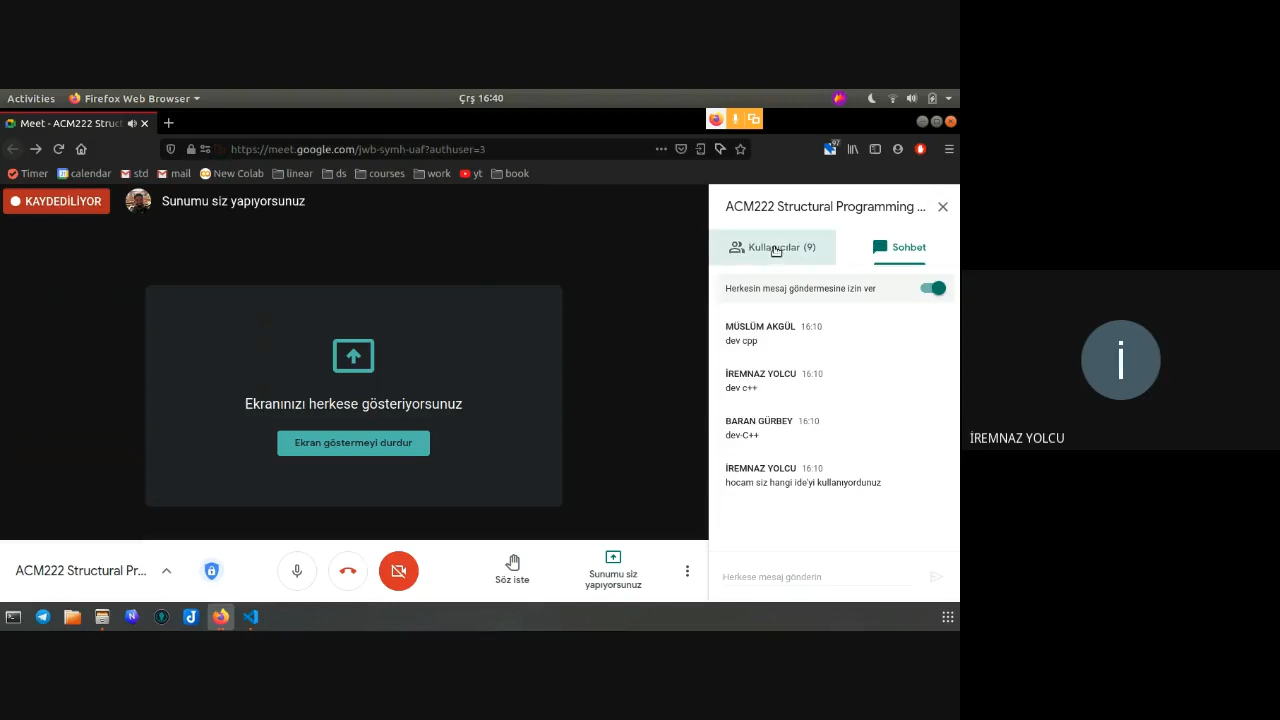 Activities
Firefox Web Browser
Çrş 16:40
Meet - ACM222 Struct
https://meet.google.com/jwb-symh-uaf?authuser=3
97
Timer
calendar
std
mail
New Colab
linear
ds
courses
work
yt
book
KAYDEDİLİYOR
Sunumu siz yapıyorsunuz
Ekranınızı herkese gösteriyorsunuz
Ekran göstermeyi durdur
ACM222 Structural Pr...
Söz iste
Sunumu siz
yapıyorsunuz
ACM222 Structural Programming ...
Kullanıcılar (9)
Sohbet
Herkesin mesaj göndermesine izin ver
MÜSLÜM AKGÜL 16:10
dev cpp
İREMNAZ YOLCU 16:10
dev c++
BARAN GÜRBEY 16:10
dev-C++
İREMNAZ YOLCU 16:10
hocam siz hangi ide'yi kullanıyordunuz
Herkese mesaj gönderin
i
İREMNAZ YOLCU